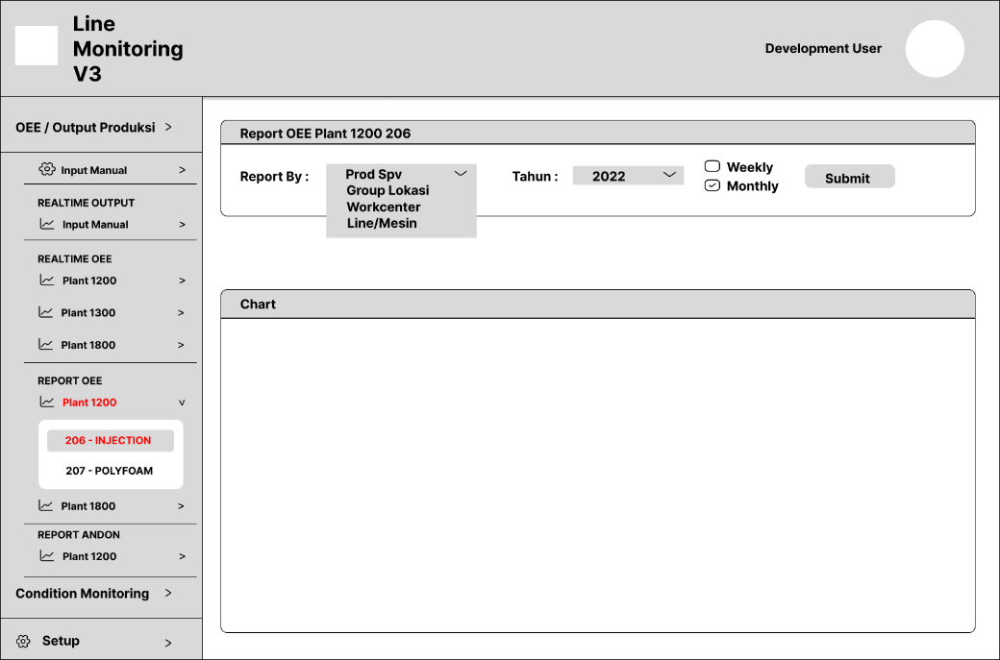 Line
Monitoring
V3
Development User
OEE / Output Produksi >
Input Manual >
REALTIME OUTPUT
Input Manual >
REALTIME OEE
Plant 1200 >
Plant 1300 >
Plant 1800 >
REPORT OEE
Plant 1200 v
206 - INJECTION
207 - POLYFOAM
Plant 1800 >
REPORT ANDON
Plant 1200 >
Condition Monitoring >
Setup >
Report OEE Plant 1200 206
Report By :
Prod Spv
Group Lokasi
Workcenter
Line/Mesin
Tahun :
2022
Weekly
Monthly
Submit
Chart